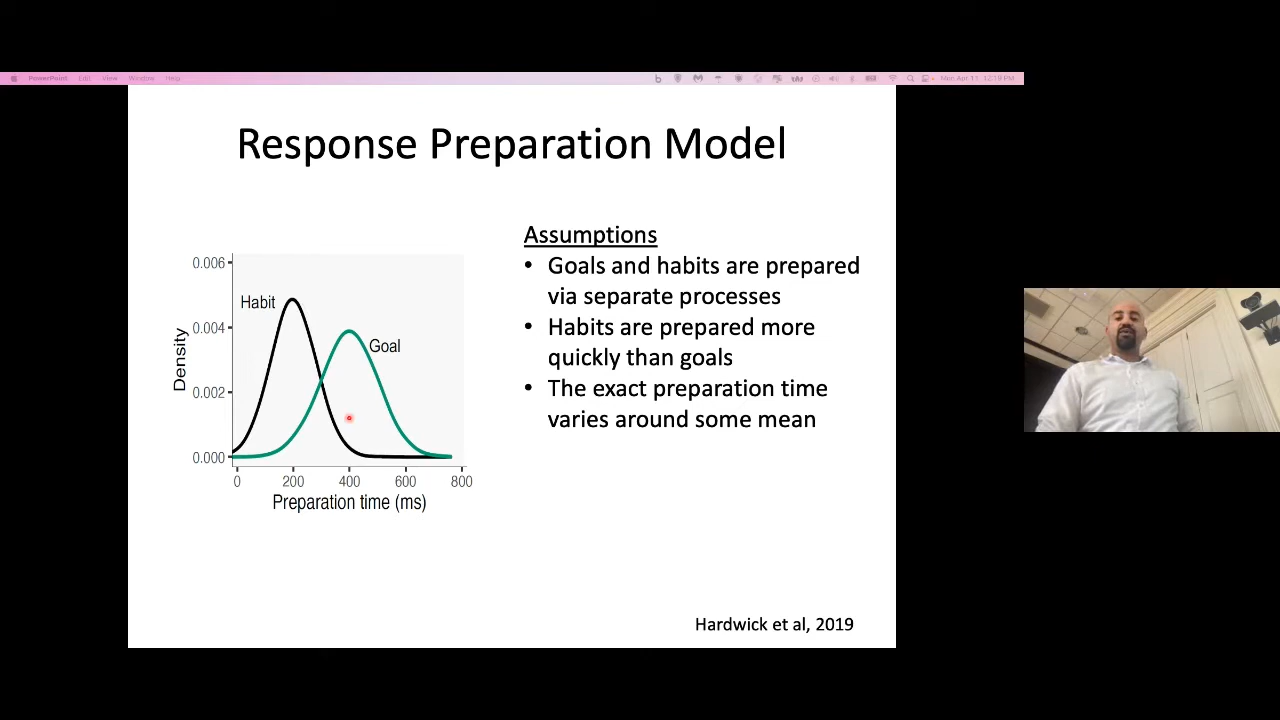 PowerPoint Edit View Window Help
Mon Apr 11 12:19 PM
Response Preparation Model
Assumptions
• Goals and habits are prepared
via separate processes
• Habits are prepared more
quickly than goals
• The exact preparation time
varies around some mean
0.006
0.004
0.002
0.000
Density
Habit
Goal
0 200 400 600 800
Preparation time (ms)
Hardwick et al, 2019